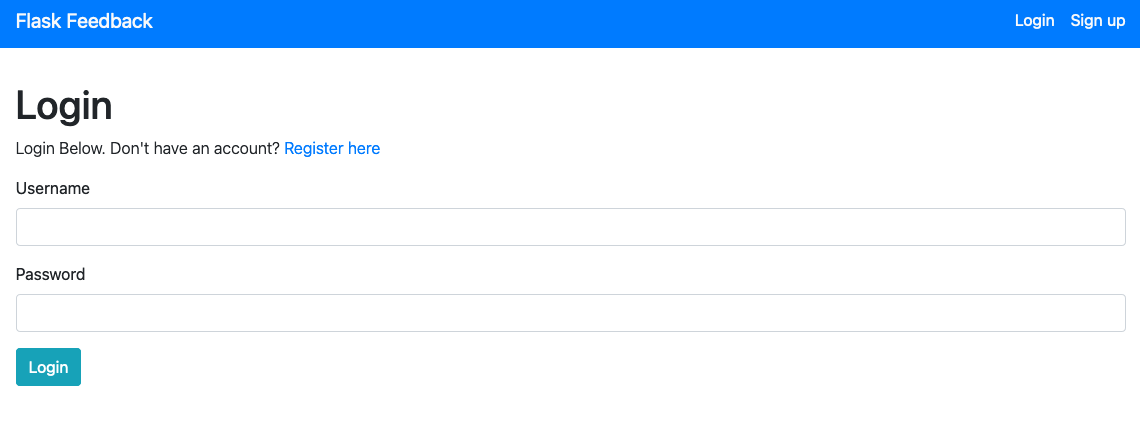 Flask Feedback Login Sign up
Login
Login Below. Don't have an account? Register here
Username
Password
Login